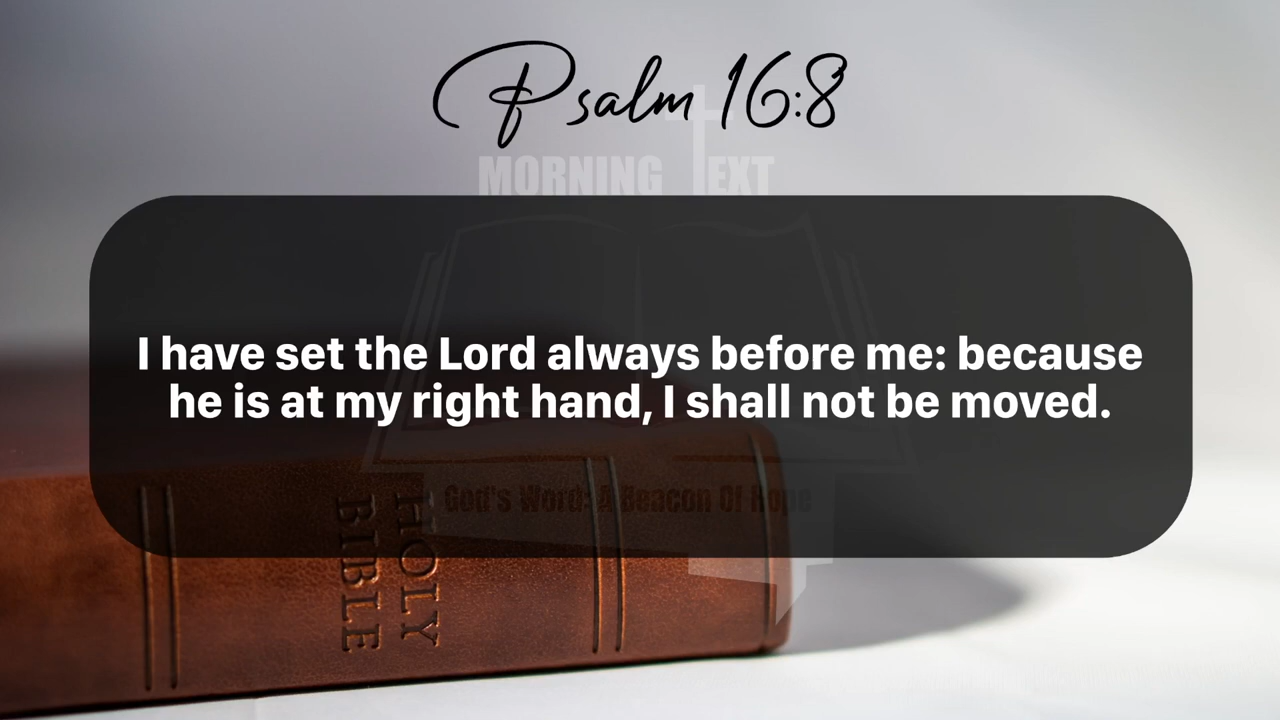 Psalm 16:8
MORNING TEXT
I have set the Lord always before me: because
he is at my right hand, I shall not be moved.
God's Word: A Beacon Of Hope
HOLY
BIBLE